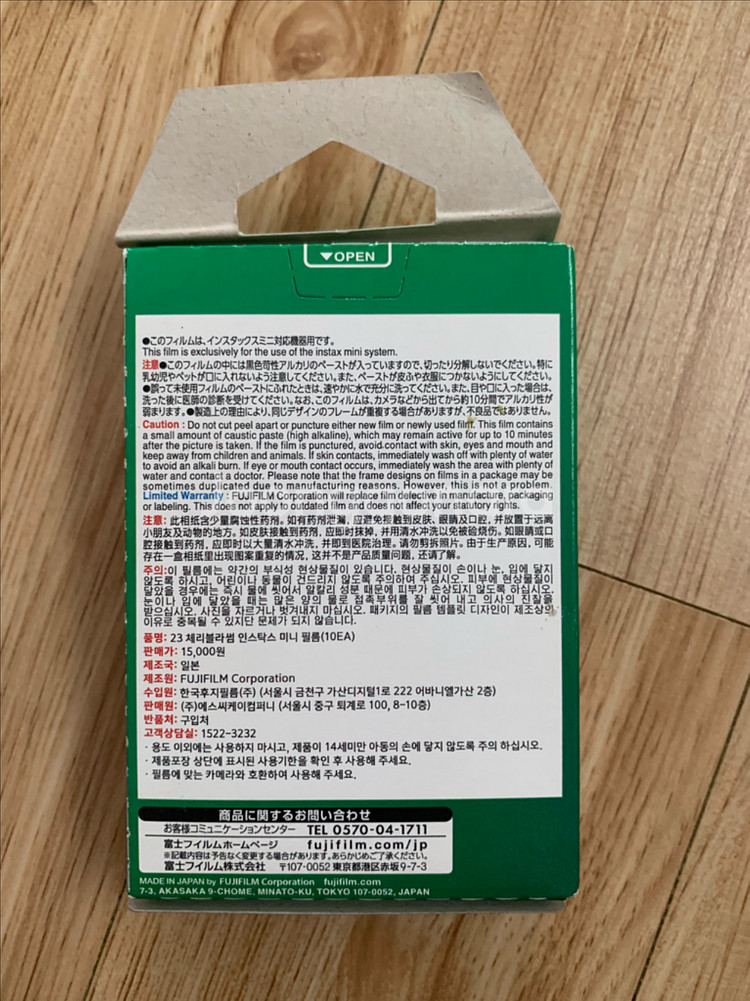 ▼OPEN
●このフィルムは、インスタックスミニ対応機器用です。
This film is exclusively for the use of the instax mini system.
注意●このフィルムの中には黒色苛性アルカリのペーストが入っていますので、切ったり分解しないでください。特に
乳幼児やペットが口に入れないよう注意してください。また、ペーストが皮ふや衣服につかないようにしてください。
●誤って未使用フィルムのペーストにふれたときは、速やかに水で充分に洗ってください。また、目や口に入った場合は、
洗った後に医師の診断を受けてください。なお、このフィルムは、カメラなどから出てから約10分間でアルカリ性が
弱まります。●製造上の理由により、同じデザインのフレームが重複する場合がありますが、不良品ではありません。
Caution : Do not cut peel apart or puncture either new film or newly used film. This film contains
a small amount of caustic paste (high alkaline), which may remain active for up to 10 minutes
after the picture is taken. If the film is punctured, avoid contact with skin, eyes and mouth and
keep away from children and animals. If skin contacts, immediately wash off with plenty of water
to avoid an alkali burn. If eye or mouth contact occurs, immediately wash the area with plenty of
water and contact a doctor. Please note that the frame designs on films in a package may be
sometimes duplicated due to manufacturing reasons. However, this is not a problem.
Limited Warranty : FUJIFILM Corporation will replace film defective in manufacture, packaging
or labeling. This does not apply to outdated film and does not affect your statutory rights.
注意: 此相纸含少量腐蚀性药剂。如有药剂泄漏，应避免接触到皮肤、眼睛及口腔，并放置于远离
小朋友及动物的地方。如皮肤接触到药剂，应即时抹掉，并用清水冲洗以免被验烧伤。如眼睛或口
腔接触到药剂，应即时以大量清水冲洗，并即到医院治理。请勿剪拆照片。由于生产原因，可能
存在一盒相纸里出现图案重复的情况，这并不是产品质量问题，还请了解。
주의:이 필름에는 약간의 부식성 현상물질이 있습니다. 현상물질이 손이나 눈, 입에 닿지
않도록 하시고, 어린이나 동물이 건드리지 않도록 주의하여 주십시오. 피부에 현상물질이
닿았을 경우에는 즉시 물에 씻어서 알칼리 성분 때문에 피부가 손상되지 않도록 하십시오.
눈이나 입에 닿았을 때는 많은 양의 물로 접촉부위를 잘 씻어 내고 의사의 진찰을
받으십시오. 사진을 자르거나 벗겨내지 마십시오. 패키지의 필름 템플릿 디자인이 제조상의
이유로 중복될 수 있지만 문제가 되지 않습니다.
품명: 23 체리블라썸 인스탁스 미니 필름(10EA)
판매가: 15,000원
제조국: 일본
제조원: FUJIFILM Corporation
수입원: 한국후지필름(주) (서울시 금천구 가산디지털1로 222 어바니엘가산 2층)
판매원: (주)에스씨케이컴퍼니 (서울시 중구 퇴계로 100, 8-10층)
반품처: 구입처
고객상담실: 1522-3232
· 용도 이외에는 사용하지 마시고, 제품이 14세미만 아동의 손에 닿지 않도록 주의 하십시오.
· 제품포장 상단에 표시된 사용기한을 확인 후 사용해 주세요.
· 필름에 맞는 카메라와 호환하여 사용해 주세요.
商品に関するお問い合わせ
お客様コミュニケーションセンター TEL 0570-04-1711
富士フイルムホームページ fujifilm.com/jp
※記載内容は予告なく変更する場合があります。あらかじめご了承ください。
富士フイルム株式会社 〒107-0052 東京都港区赤坂9-7-3
MADE IN JAPAN by FUJIFILM Corporation fujifilm.com
7-3, AKASAKA 9-CHOME, MINATO-KU, TOKYO 107-0052, JAPAN